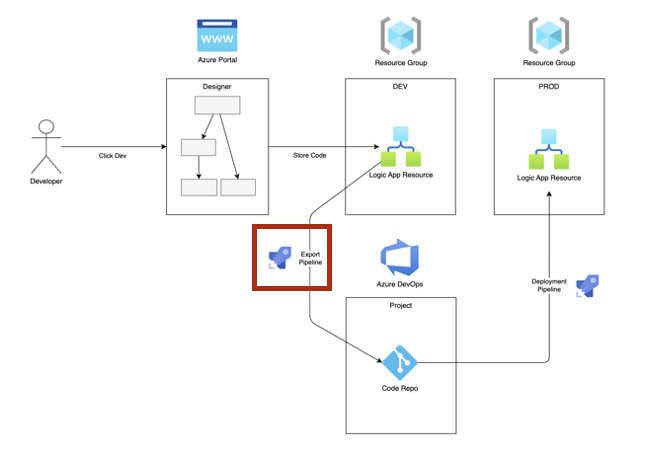 WWW
Azure Portal
Resource Group
Resource Group
Designer
DEV
PROD
Click Dev
Store Code
Developer
Logic App Resource
Logic App Resource
Export
Pipeline
Azure DevOps
Deployment
Pipeline
Project
Code Repo